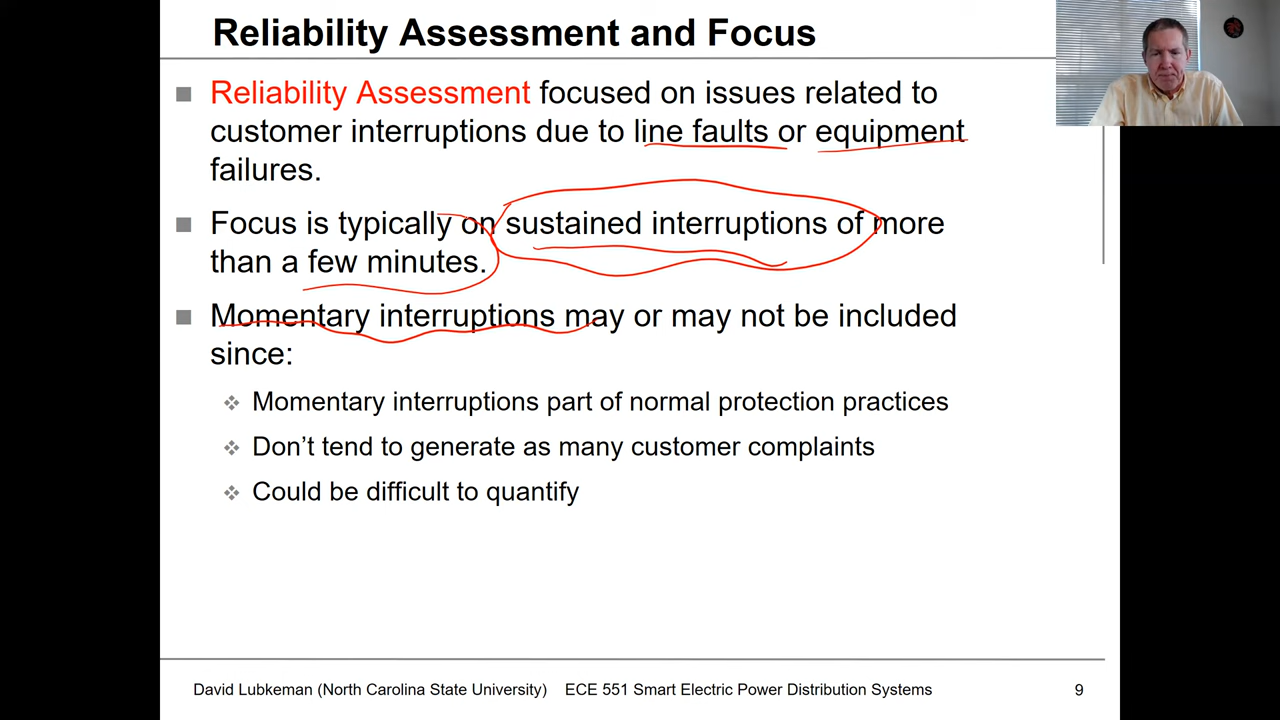 Reliability Assessment and Focus
Reliability Assessment focused on issues related to
customer interruptions due to line faults or equipment
failures.
Focus is typically on sustained interruptions of more
than a few minutes.
Momentary interruptions may or may not be included
since:
Momentary interruptions part of normal protection practices
Don’t tend to generate as many customer complaints
Could be difficult to quantify
David Lubkeman (North Carolina State University) ECE 551 Smart Electric Power Distribution Systems 9